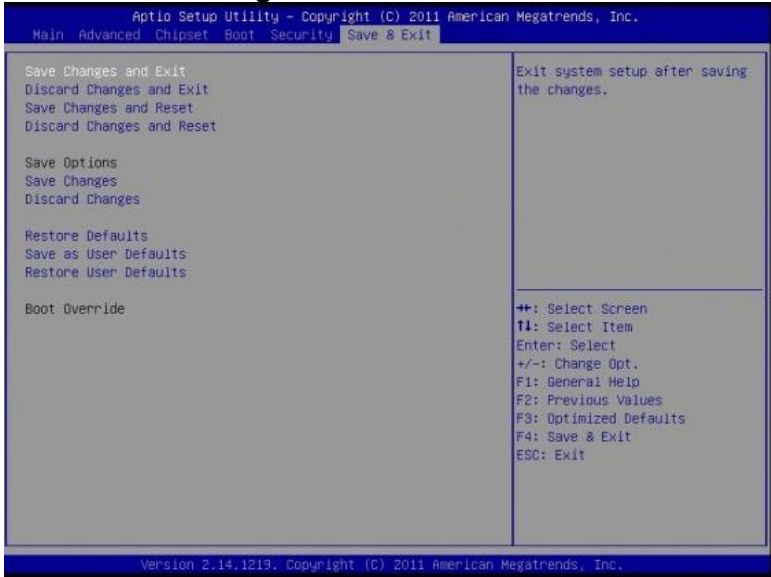 Aptio Setup Utility – Copyright (C) 2011 American Megatrends, Inc.
Main Advanced Chipset Boot Security Save & Exit
Save Changes and Exit
Discard Changes and Exit
Save Changes and Reset
Discard Changes and Reset
Save Options
Save Changes
Discard Changes
Restore Defaults
Save as User Defaults
Restore User Defaults
Boot Override
Exit system setup after saving
the changes.
→←: Select Screen
↑↓: Select Item
Enter: Select
+/-: Change Opt.
F1: General Help
F2: Previous Values
F3: Optimized Defaults
F4: Save & Exit
ESC: Exit
Version 2.14.1219. Copyright (C) 2011 American Megatrends, Inc.